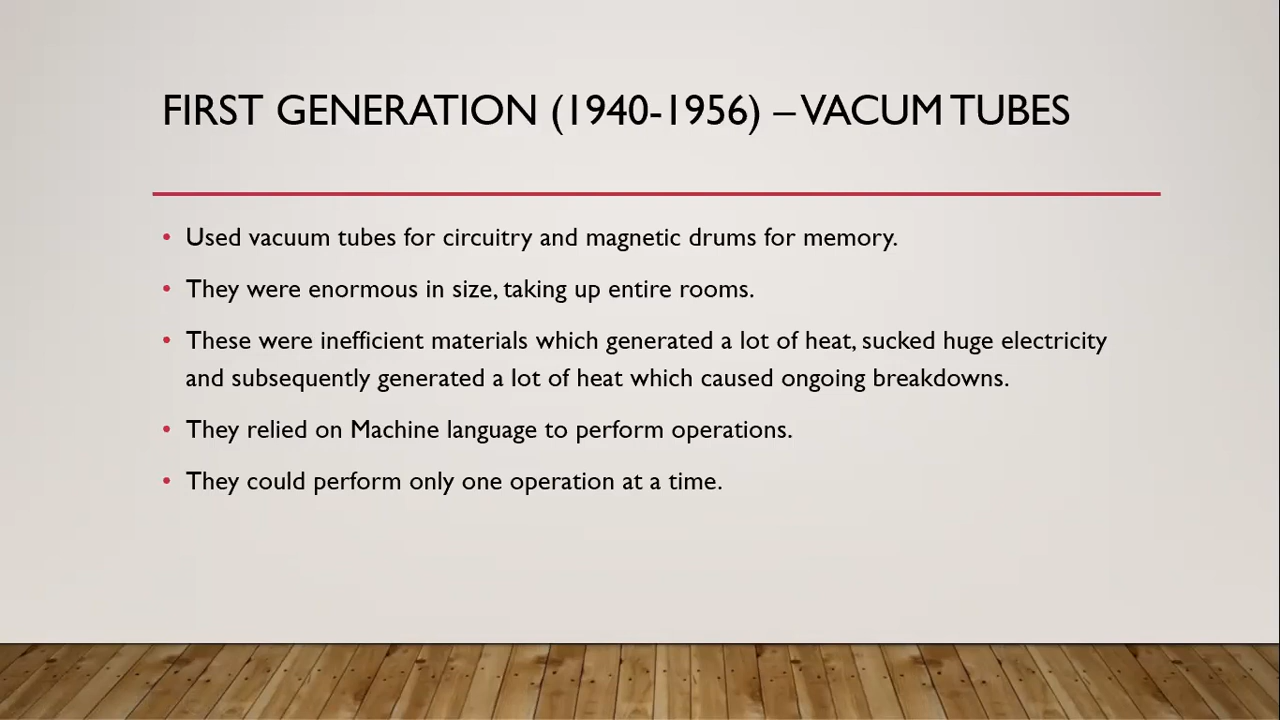 FIRST GENERATION (1940-1956) – VACUM TUBES
• Used vacuum tubes for circuitry and magnetic drums for memory.
• They were enormous in size, taking up entire rooms.
• These were inefficient materials which generated a lot of heat, sucked huge electricity
and subsequently generated a lot of heat which caused ongoing breakdowns.
• They relied on Machine language to perform operations.
• They could perform only one operation at a time.